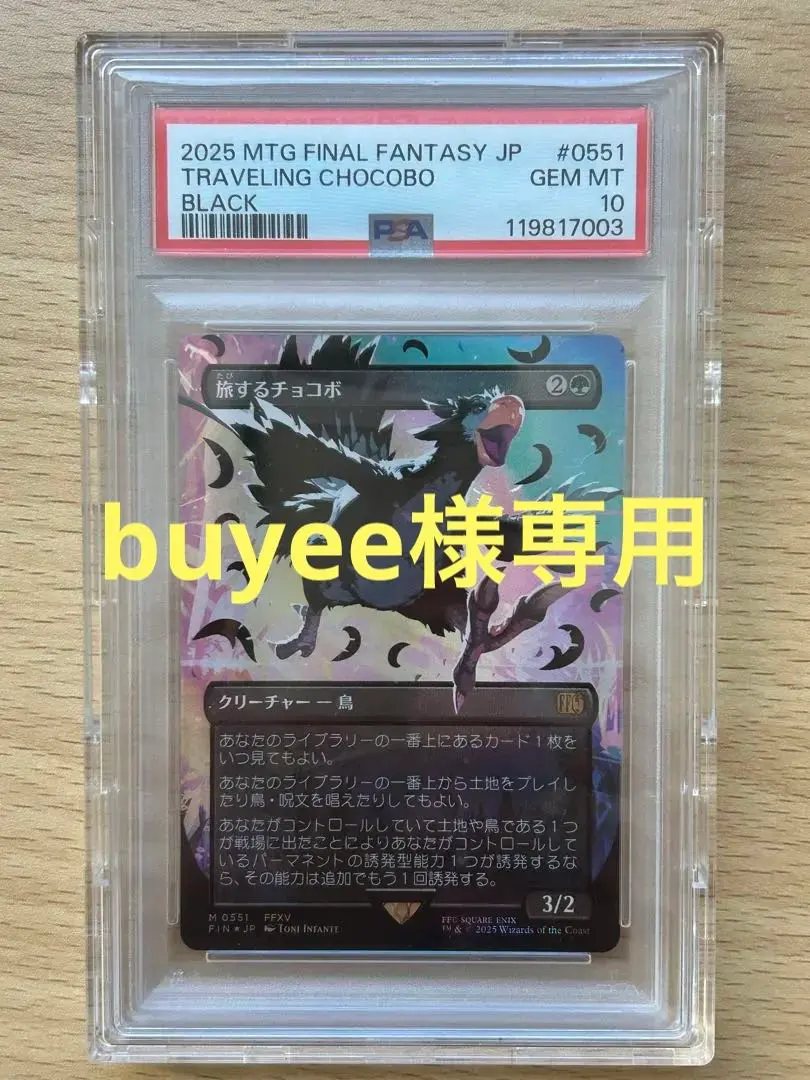 2025 MTG FINAL FANTASY JP #0551
TRAVELING CHOCOBO GEM MT
BLACK 10
PSA 119817003
たび
旅するチョコボ 2
buyee様専用
クリーチャー — 鳥
あなたのライブラリーの一番上にあるカード1枚を
いつ見てもよい。
あなたのライブラリーの一番上から土地をプレイし
たり鳥・呪文を唱えたりしてもよい。
あなたがコントロールしていて土地や鳥である1つ
が戦場に出たことによりあなたがコントロールして
いるパーマネントの誘発型能力1つが誘発するな
ら、その能力は追加でもう1回誘発する。
3/2
M 0551 FFXV
FIN★JP TONI INFANTE
FFC SQUARE ENIX
TM & © 2025 Wizards of the Coast